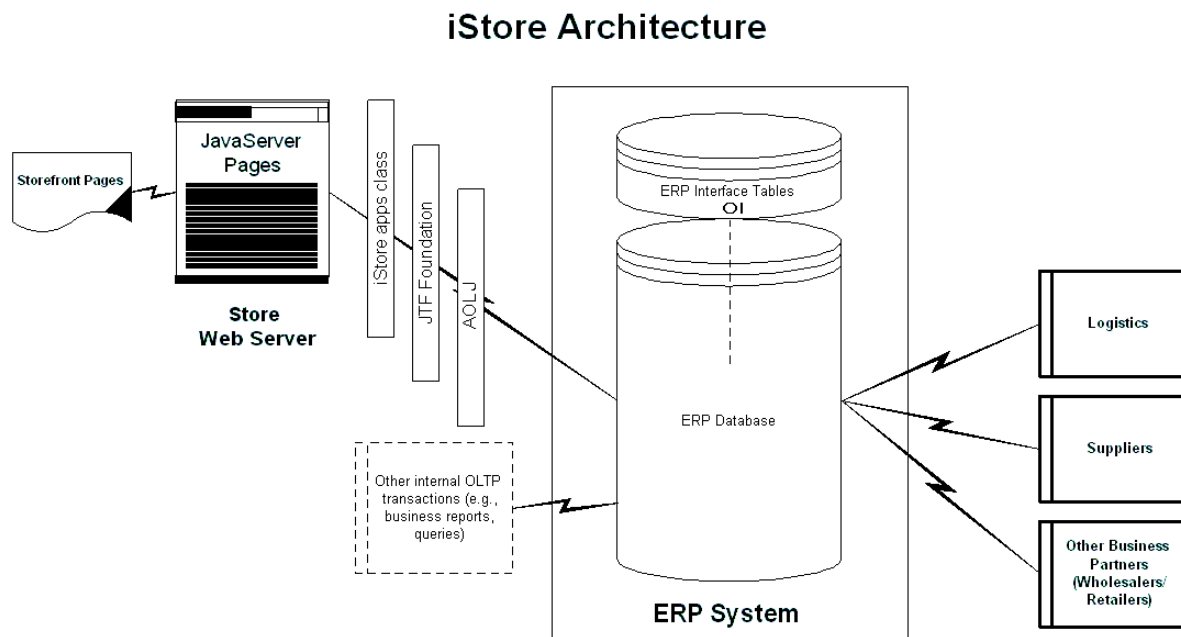 iStore Architecture
Storefront Pages
JavaServer
Pages
Store
Web Server
iStore apps class
JTF Foundation
AOLJ
Other internal OLTP
transactions (e.g.,
business reports,
queries)
ERP Interface Tables
OI
ERP Database
ERP System
Logistics
Suppliers
Other Business
Partners
(Wholesalers/
Retailers)